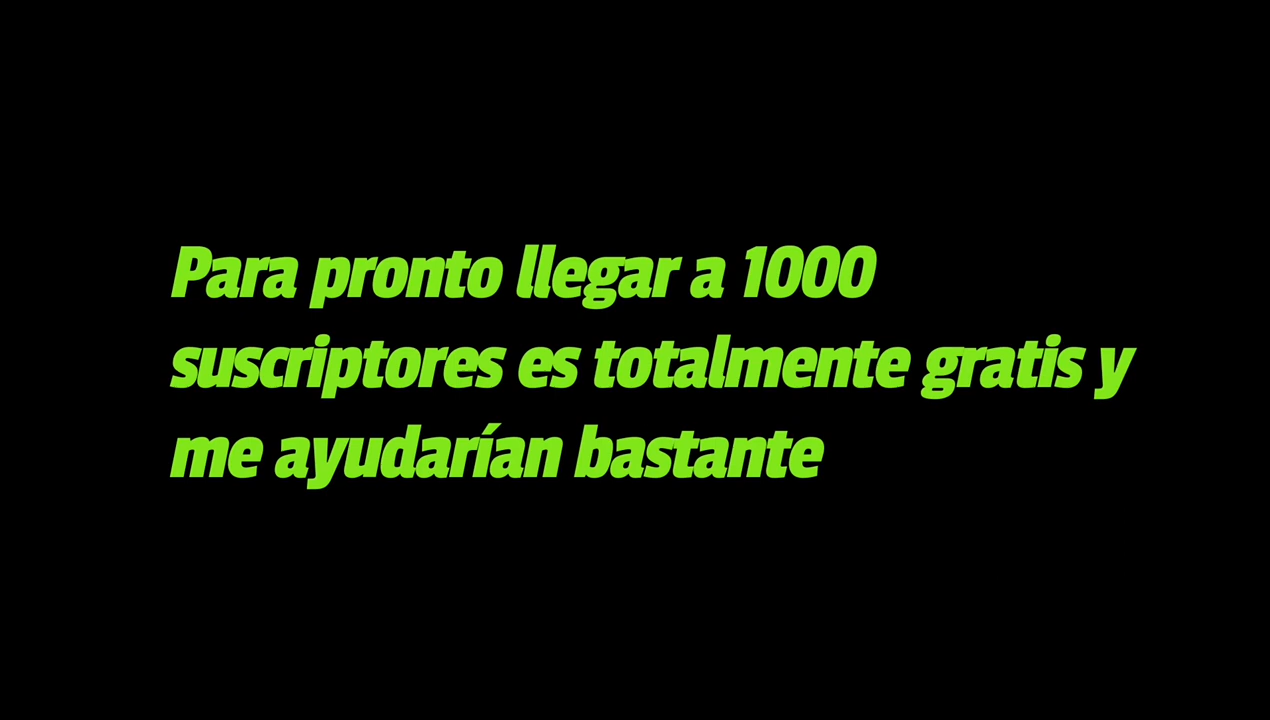 Para pronto llegar a 1000
suscriptores es totalmente gratis y
me ayudarían bastante